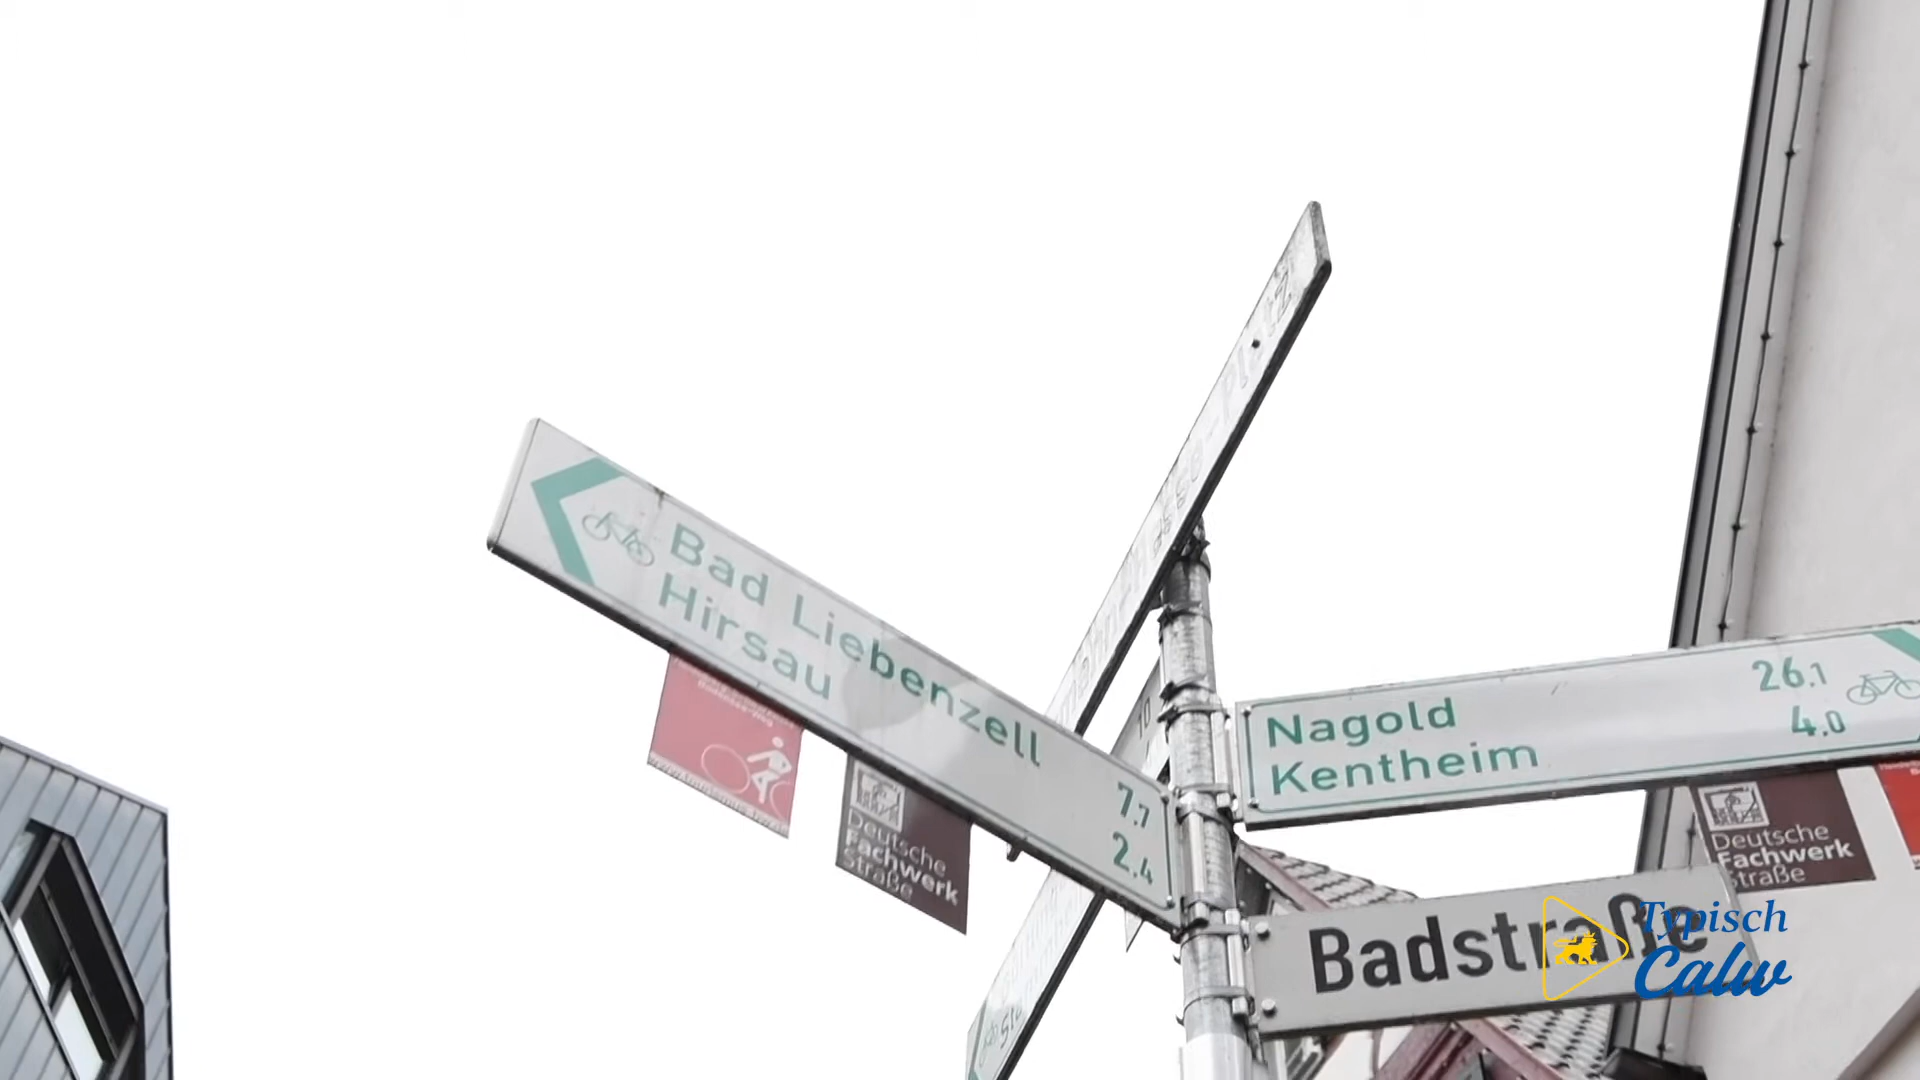 Bad Liebenzell 7.7
Hirsau 2.4
Deutsche
Fachwerk
Straße
Nagold 26.1
Kentheim 4.0
Deutsche
Fachwerk
Straße
Badstraße
Typisch
Calw